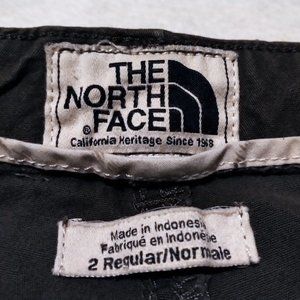 THE
NORTH
FACE
®
California Heritage Since 1968
Made in Indonesia
Fabriqué en Indonésie
2 Regular/Normale